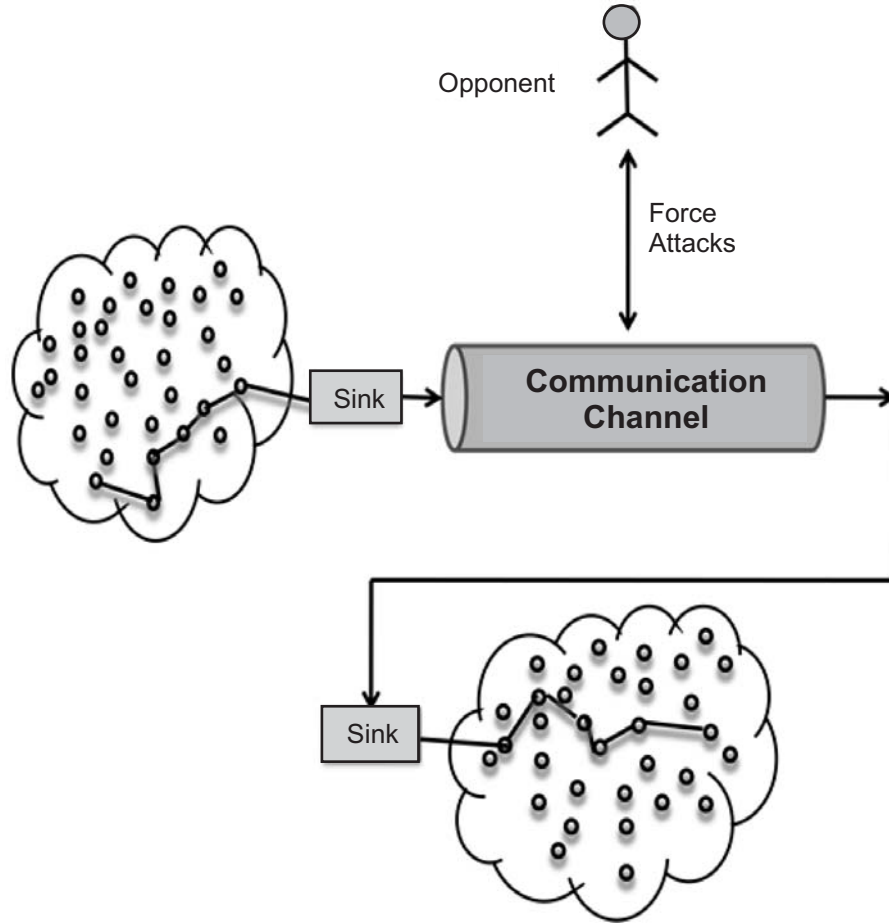 Opponent
Force
Attacks
Sink
Communication
Channel
Sink